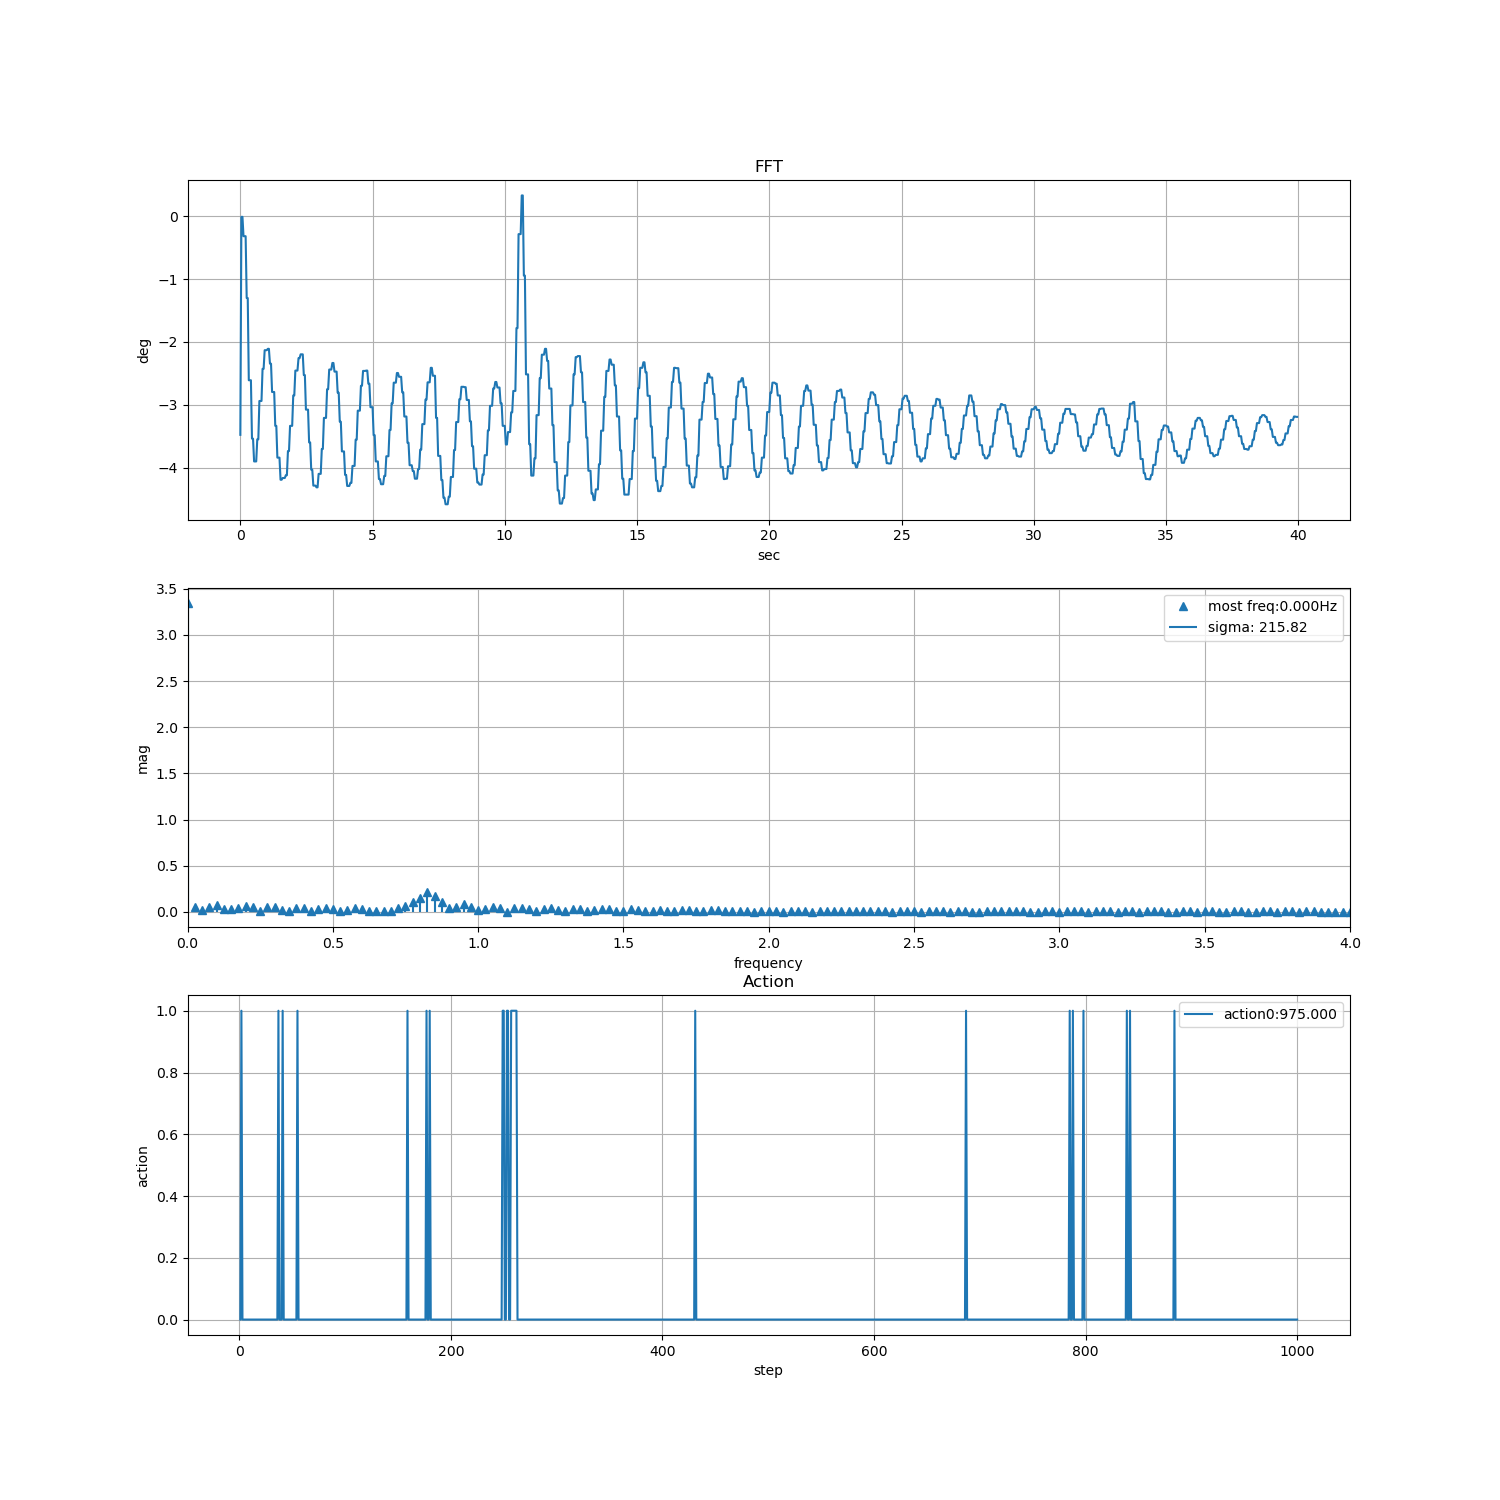 FFT
0
−1
−2
−3
−4
deg
0 5 10 15 20 25 30 35 40
sec
3.5
3.0
2.5
2.0
1.5
1.0
0.5
0.0
mag
most freq:0.000Hz
sigma: 215.82
0.0 0.5 1.0 1.5 2.0 2.5 3.0 3.5 4.0
frequency
Action
1.0
0.8
0.6
0.4
0.2
0.0
action
action0:975.000
0 200 400 600 800 1000
step